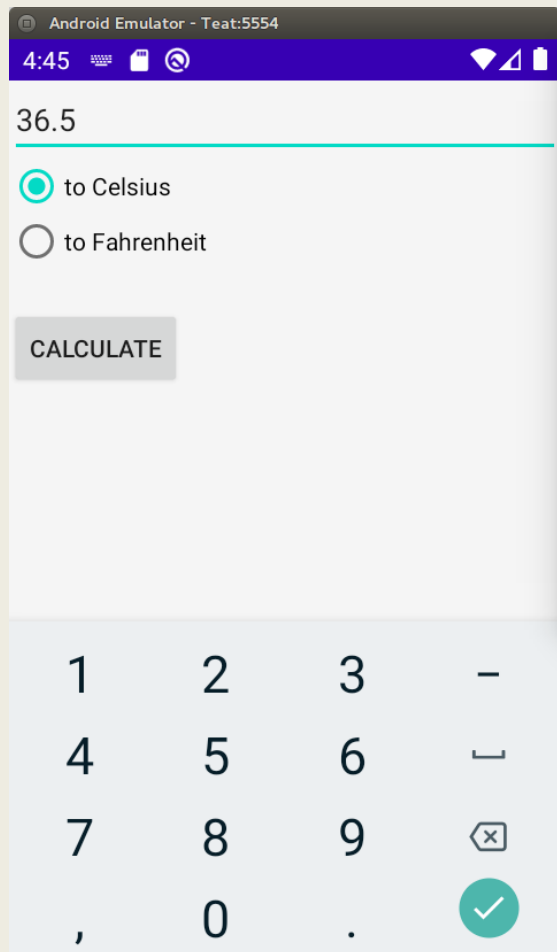 Android Emulator - Teat:5554
4:45
36.5
to Celsius
to Fahrenheit
CALCULATE
1 2 3 -
4 5 6
7 8 9
, 0 .